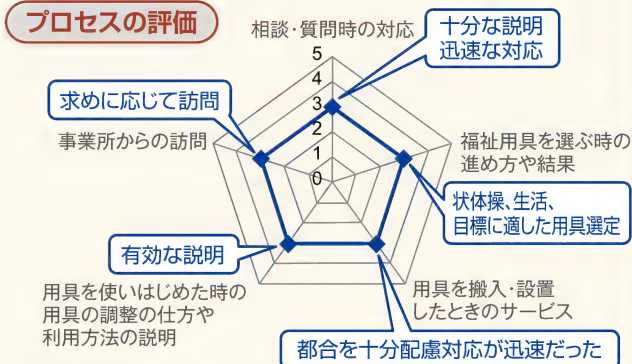 プロセスの評価
相談・質問時の対応
十分な説明
迅速な対応
5
4
3
2
1
0
求めに応じて訪問
事業所からの訪問
福祉用具を選ぶ時の
進め方や結果
状体操、生活、
目標に適した用具選定
有効な説明
用具を使いはじめた時の
用具の調整の仕方や
利用方法の説明
用具を搬入・設置
したときのサービス
都合を十分配慮対応が迅速だった